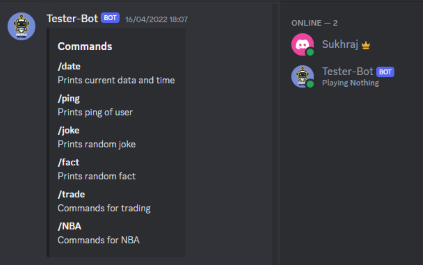 Tester-Bot BOT 16/04/2022 18:07
Commands
/date
Prints current data and time
/ping
Prints ping of user
/joke
Prints random joke
/fact
Prints random fact
/trade
Commands for trading
/NBA
Commands for NBA
ONLINE — 2
Sukhraj
Tester-Bot BOT
Playing Nothing